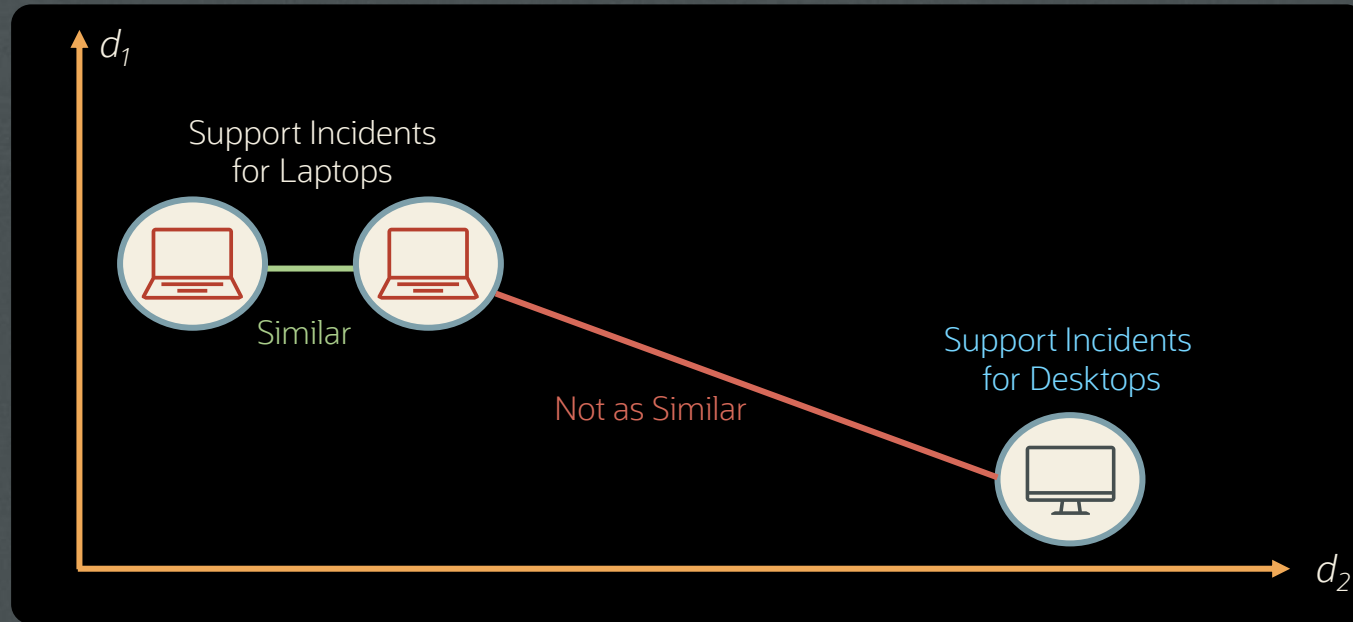 d1
Support Incidents
for Laptops
Similar
Support Incidents
for Desktops
Not as Similar
d2